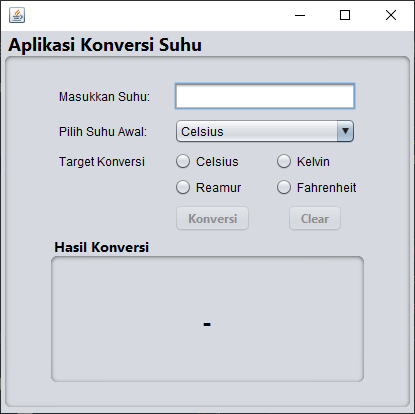 Aplikasi Konversi Suhu
Masukkan Suhu:
Pilih Suhu Awal: Celsius
Target Konversi Celsius Kelvin
Reamur Fahrenheit
Konversi Clear
Hasil Konversi
-